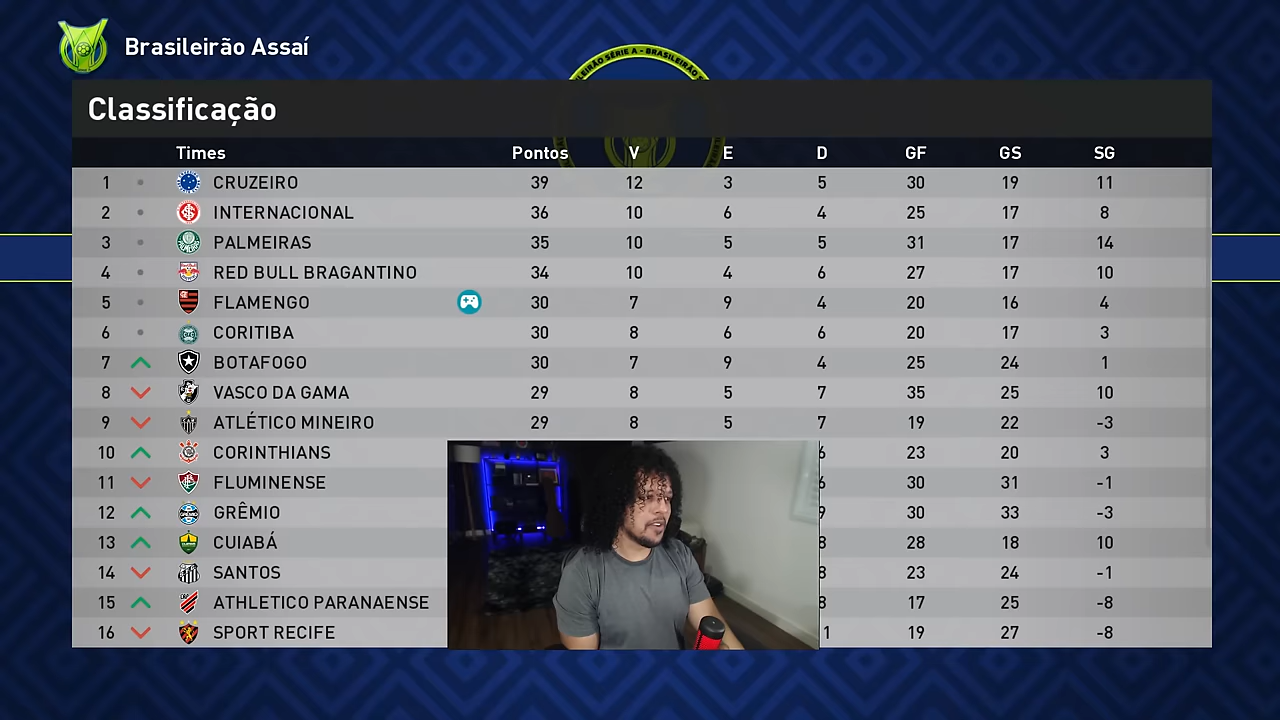 Brasileirão Assaí
Classificação
Times Pontos V E D GF GS SG
1 CRUZEIRO 39 12 3 5 30 19 11
2 INTERNACIONAL 36 10 6 4 25 17 8
3 PALMEIRAS 35 10 5 5 31 17 14
4 RED BULL BRAGANTINO 34 10 4 6 27 17 10
5 FLAMENGO 30 7 9 4 20 16 4
6 CORITIBA 30 8 6 6 20 17 3
7 BOTAFOGO 30 7 9 4 25 24 1
8 VASCO DA GAMA 29 8 5 7 35 25 10
9 ATLÉTICO MINEIRO 29 8 5 7 19 22 -3
10 CORINTHIANS 6 23 20 3
11 FLUMINENSE 6 30 31 -1
12 GRÊMIO 9 30 33 -3
13 CUIABÁ 8 28 18 10
14 SANTOS 8 23 24 -1
15 ATHLETICO PARANAENSE 8 17 25 -8
16 SPORT RECIFE 1 19 27 -8